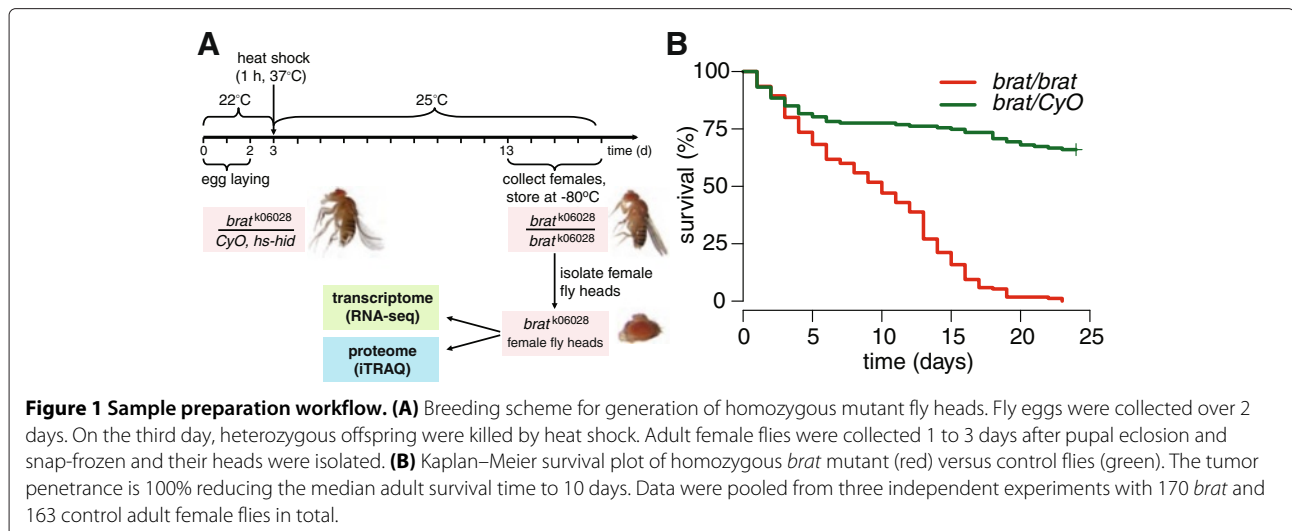 A
heat shock
(1 h, 37°C)
22°C
25°C
0
2
3
13
time (d)
egg laying
collect females,
store at -80ºC
brat k06028
CyO, hs-hid
brat k06028
brat k06028
isolate female
fly heads
transcriptome
(RNA-seq)
proteome
(iTRAQ)
brat k06028
female fly heads
B
100
75
50
25
0
survival (%)
brat/brat
brat/CyO
0
5
10
15
20
25
time (days)
Figure 1 Sample preparation workflow. (A) Breeding scheme for generation of homozygous mutant fly heads. Fly eggs were collected over 2
days. On the third day, heterozygous offspring were killed by heat shock. Adult female flies were collected 1 to 3 days after pupal eclosion and
snap-frozen and their heads were isolated. (B) Kaplan–Meier survival plot of homozygous brat mutant (red) versus control flies (green). The tumor
penetrance is 100% reducing the median adult survival time to 10 days. Data were pooled from three independent experiments with 170 brat and
163 control adult female flies in total.